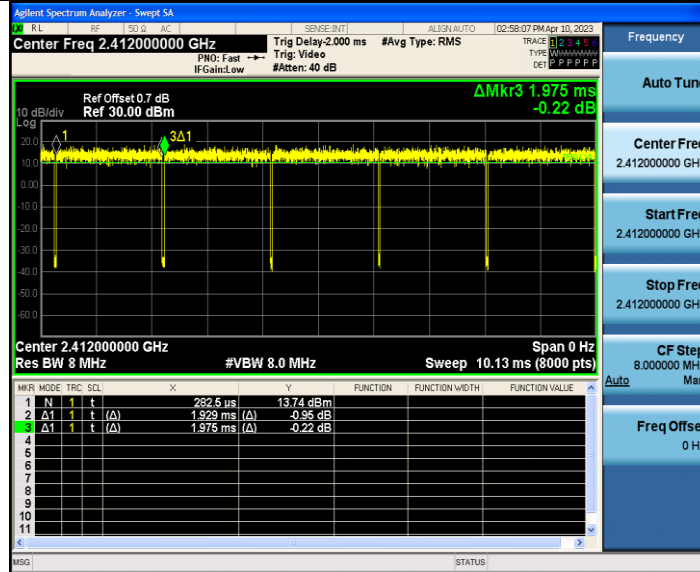 Agilent Spectrum Analyzer - Swept SA
RL RF 50 Ω AC SENSE:INT ALIGN AUTO 02:58:07 PM Apr 10, 2023
Center Freq 2.412000000 GHz
Trig Delay-2.000 ms #Avg Type: RMS
TRACE 1 2 3 4 5 6
PNO: Fast Trig: Video
TYPE
IFGain:Low #Atten: 40 dB
DET P P P P P P
ΔMkr3 1.975 ms
-0.22 dB
Ref Offset 0.7 dB
10 dB/div Ref 30.00 dBm
Log
1
3Δ1
20.0
10.0
0.00
-10.0
-20.0
-30.0
-40.0
-50.0
-60.0
Center 2.412000000 GHz Span 0 Hz
Res BW 8 MHz #VBW 8.0 MHz Sweep 10.13 ms (8000 pts)
MKR MODE TRC SCL X Y FUNCTION FUNCTION WIDTH FUNCTION VALUE
1 N 1 t 282.5 µs 13.74 dBm
2 Δ1 1 t (Δ) 1.929 ms (Δ) -0.95 dB
3 Δ1 1 t (Δ) 1.975 ms (Δ) -0.22 dB
4
5
6
7
8
9
10
11
MSG STATUS
Frequency
Auto Tun
Center Fre
2.412000000 GH
Start Fre
2.412000000 GH
Stop Fre
2.412000000 GH
CF Step
8.000000 MH
Auto Ma
Freq Offse
0 H